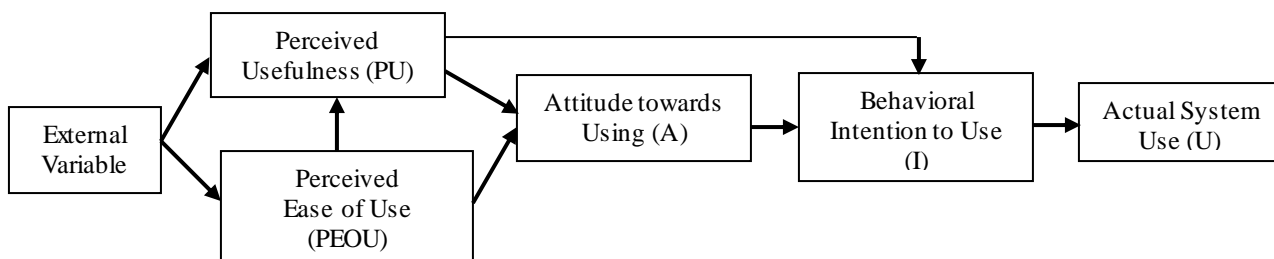 External
Variable
Perceived
Usefulness (PU)
Perceived
Ease of Use
(PEOU)
Attitude towards
Using (A)
Behavioral
Intention to Use
(I)
Actual System
Use (U)